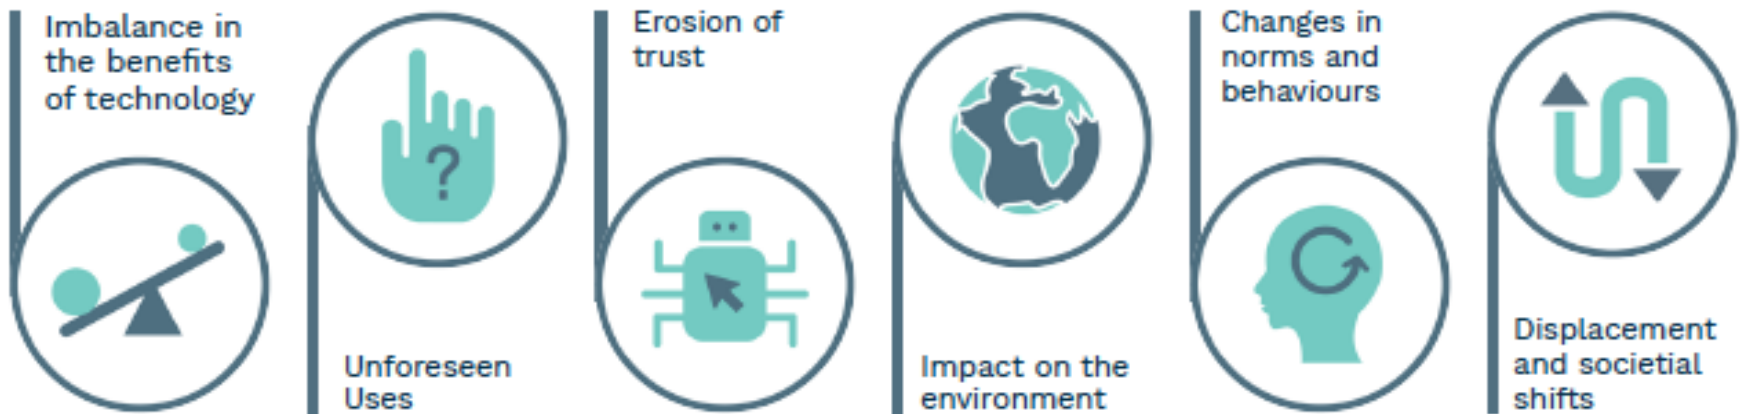 Imbalance in
the benefits
of technology
Unforeseen
Uses
Erosion of
trust
Impact on the
environment
Changes in
norms and
behaviours
Displacement
and societial
shifts
?